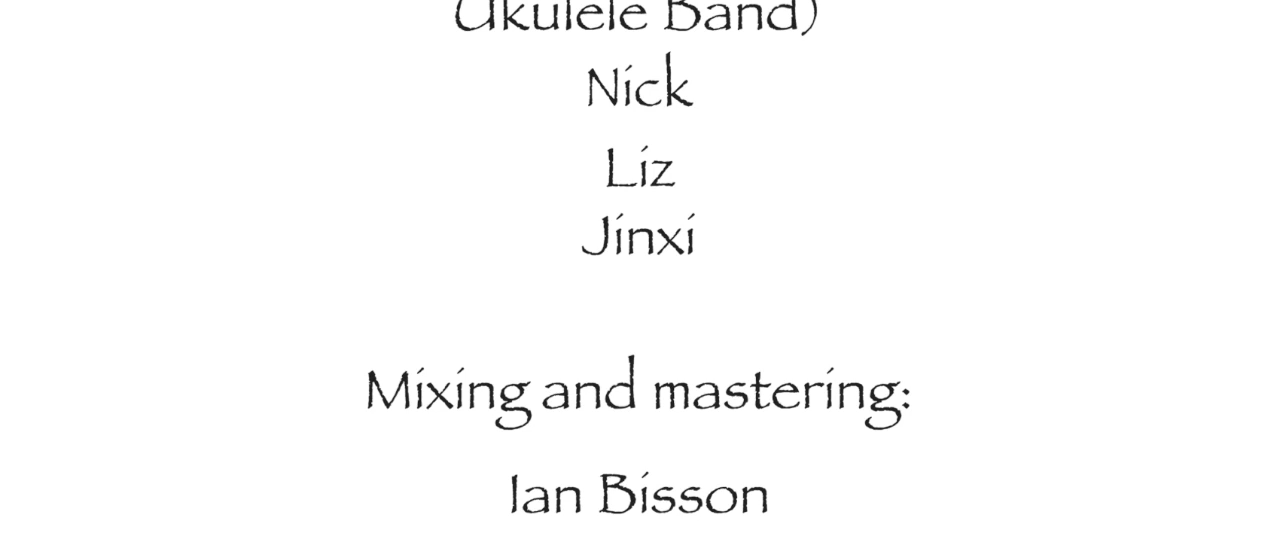 Ukulele Band)
Nick
Liz
Jinxi
Mixing and mastering:
Ian Bisson